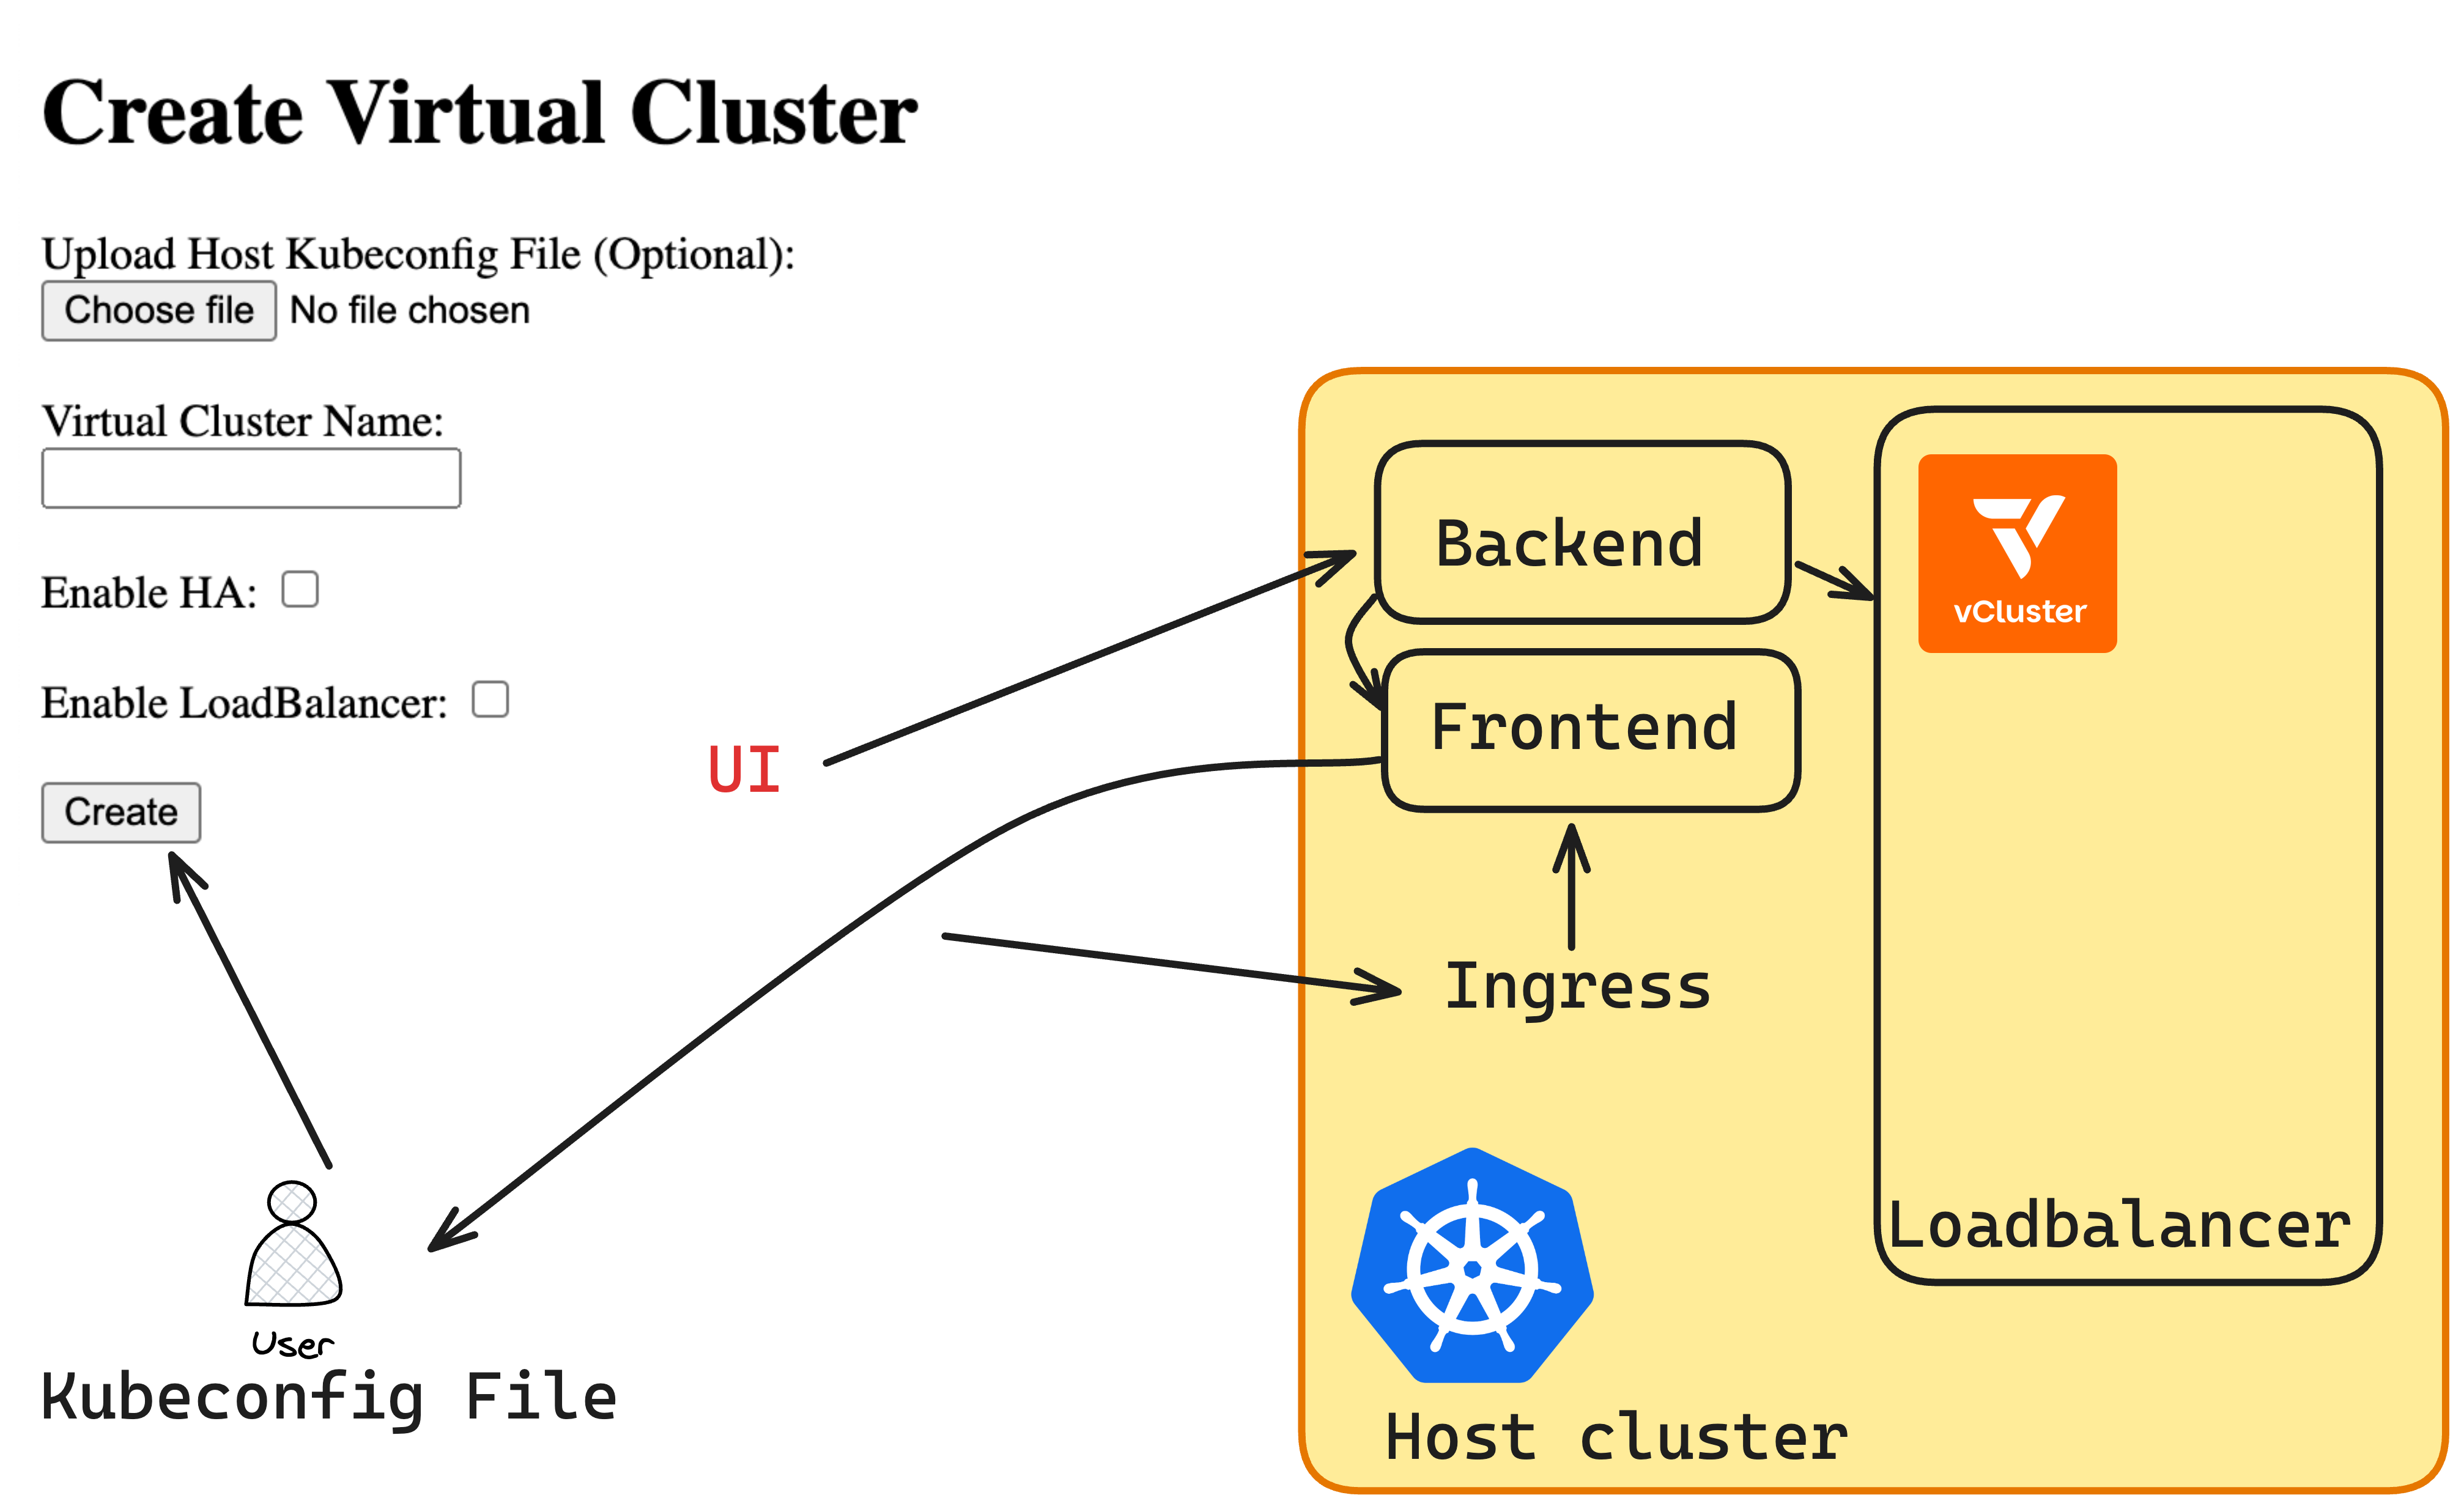 Create Virtual Cluster
Upload Host Kubeconfig File (Optional):
Choose file No file chosen
Virtual Cluster Name:
Enable HA:
Enable LoadBalancer:
Create
UI
User
Kubeconfig File
Backend
Frontend
Ingress
vCluster
Loadbalancer
Host cluster